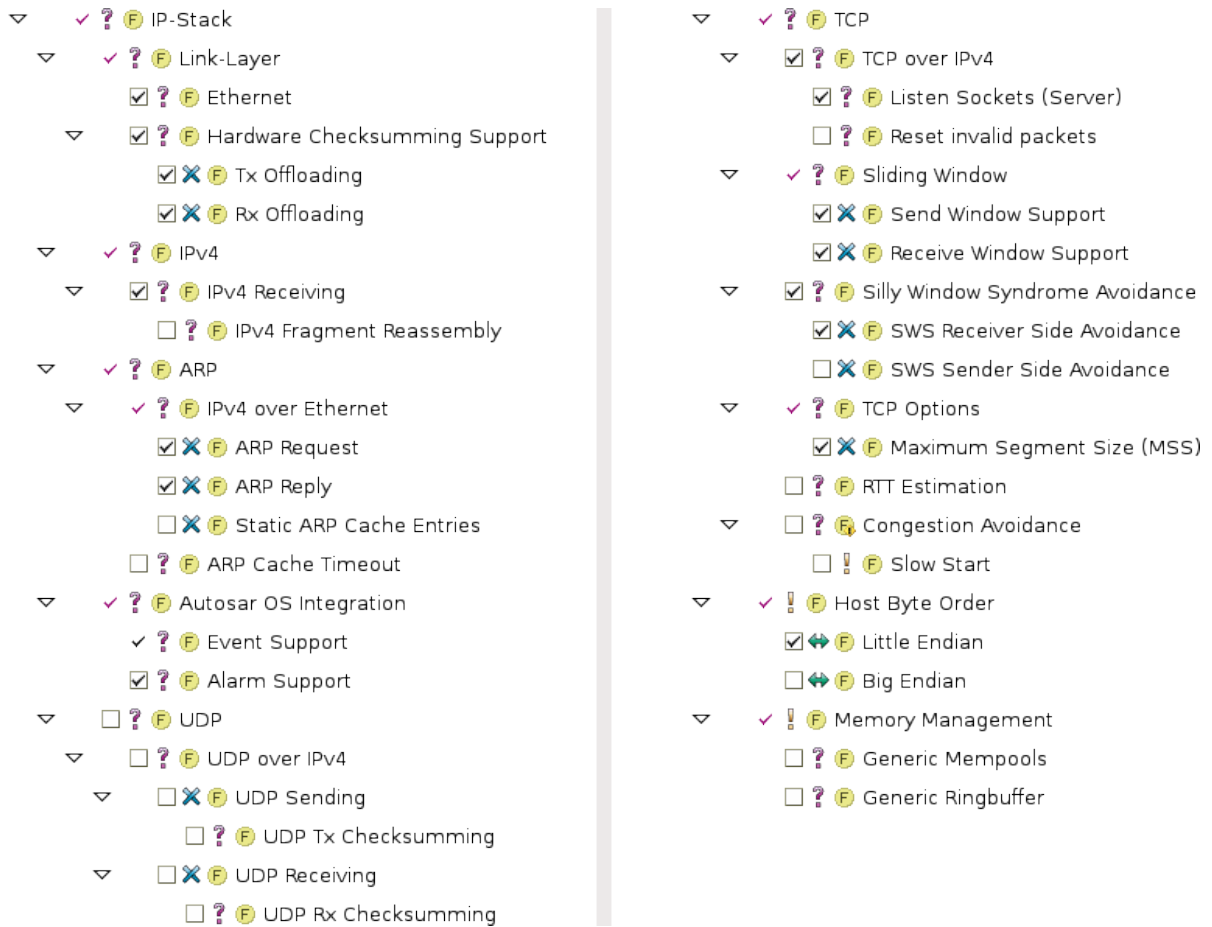 IP-Stack
Link-Layer
Ethernet
Hardware Checksumming Support
Tx Offloading
Rx Offloading
IPv4
IPv4 Receiving
IPv4 Fragment Reassembly
ARP
IPv4 over Ethernet
ARP Request
ARP Reply
Static ARP Cache Entries
ARP Cache Timeout
Autosar OS Integration
Event Support
Alarm Support
UDP
UDP over IPv4
UDP Sending
UDP Tx Checksumming
UDP Receiving
UDP Rx Checksumming
TCP
TCP over IPv4
Listen Sockets (Server)
Reset invalid packets
Sliding Window
Send Window Support
Receive Window Support
Silly Window Syndrome Avoidance
SWS Receiver Side Avoidance
SWS Sender Side Avoidance
TCP Options
Maximum Segment Size (MSS)
RTT Estimation
Congestion Avoidance
Slow Start
Host Byte Order
Little Endian
Big Endian
Memory Management
Generic Mempools
Generic Ringbuffer